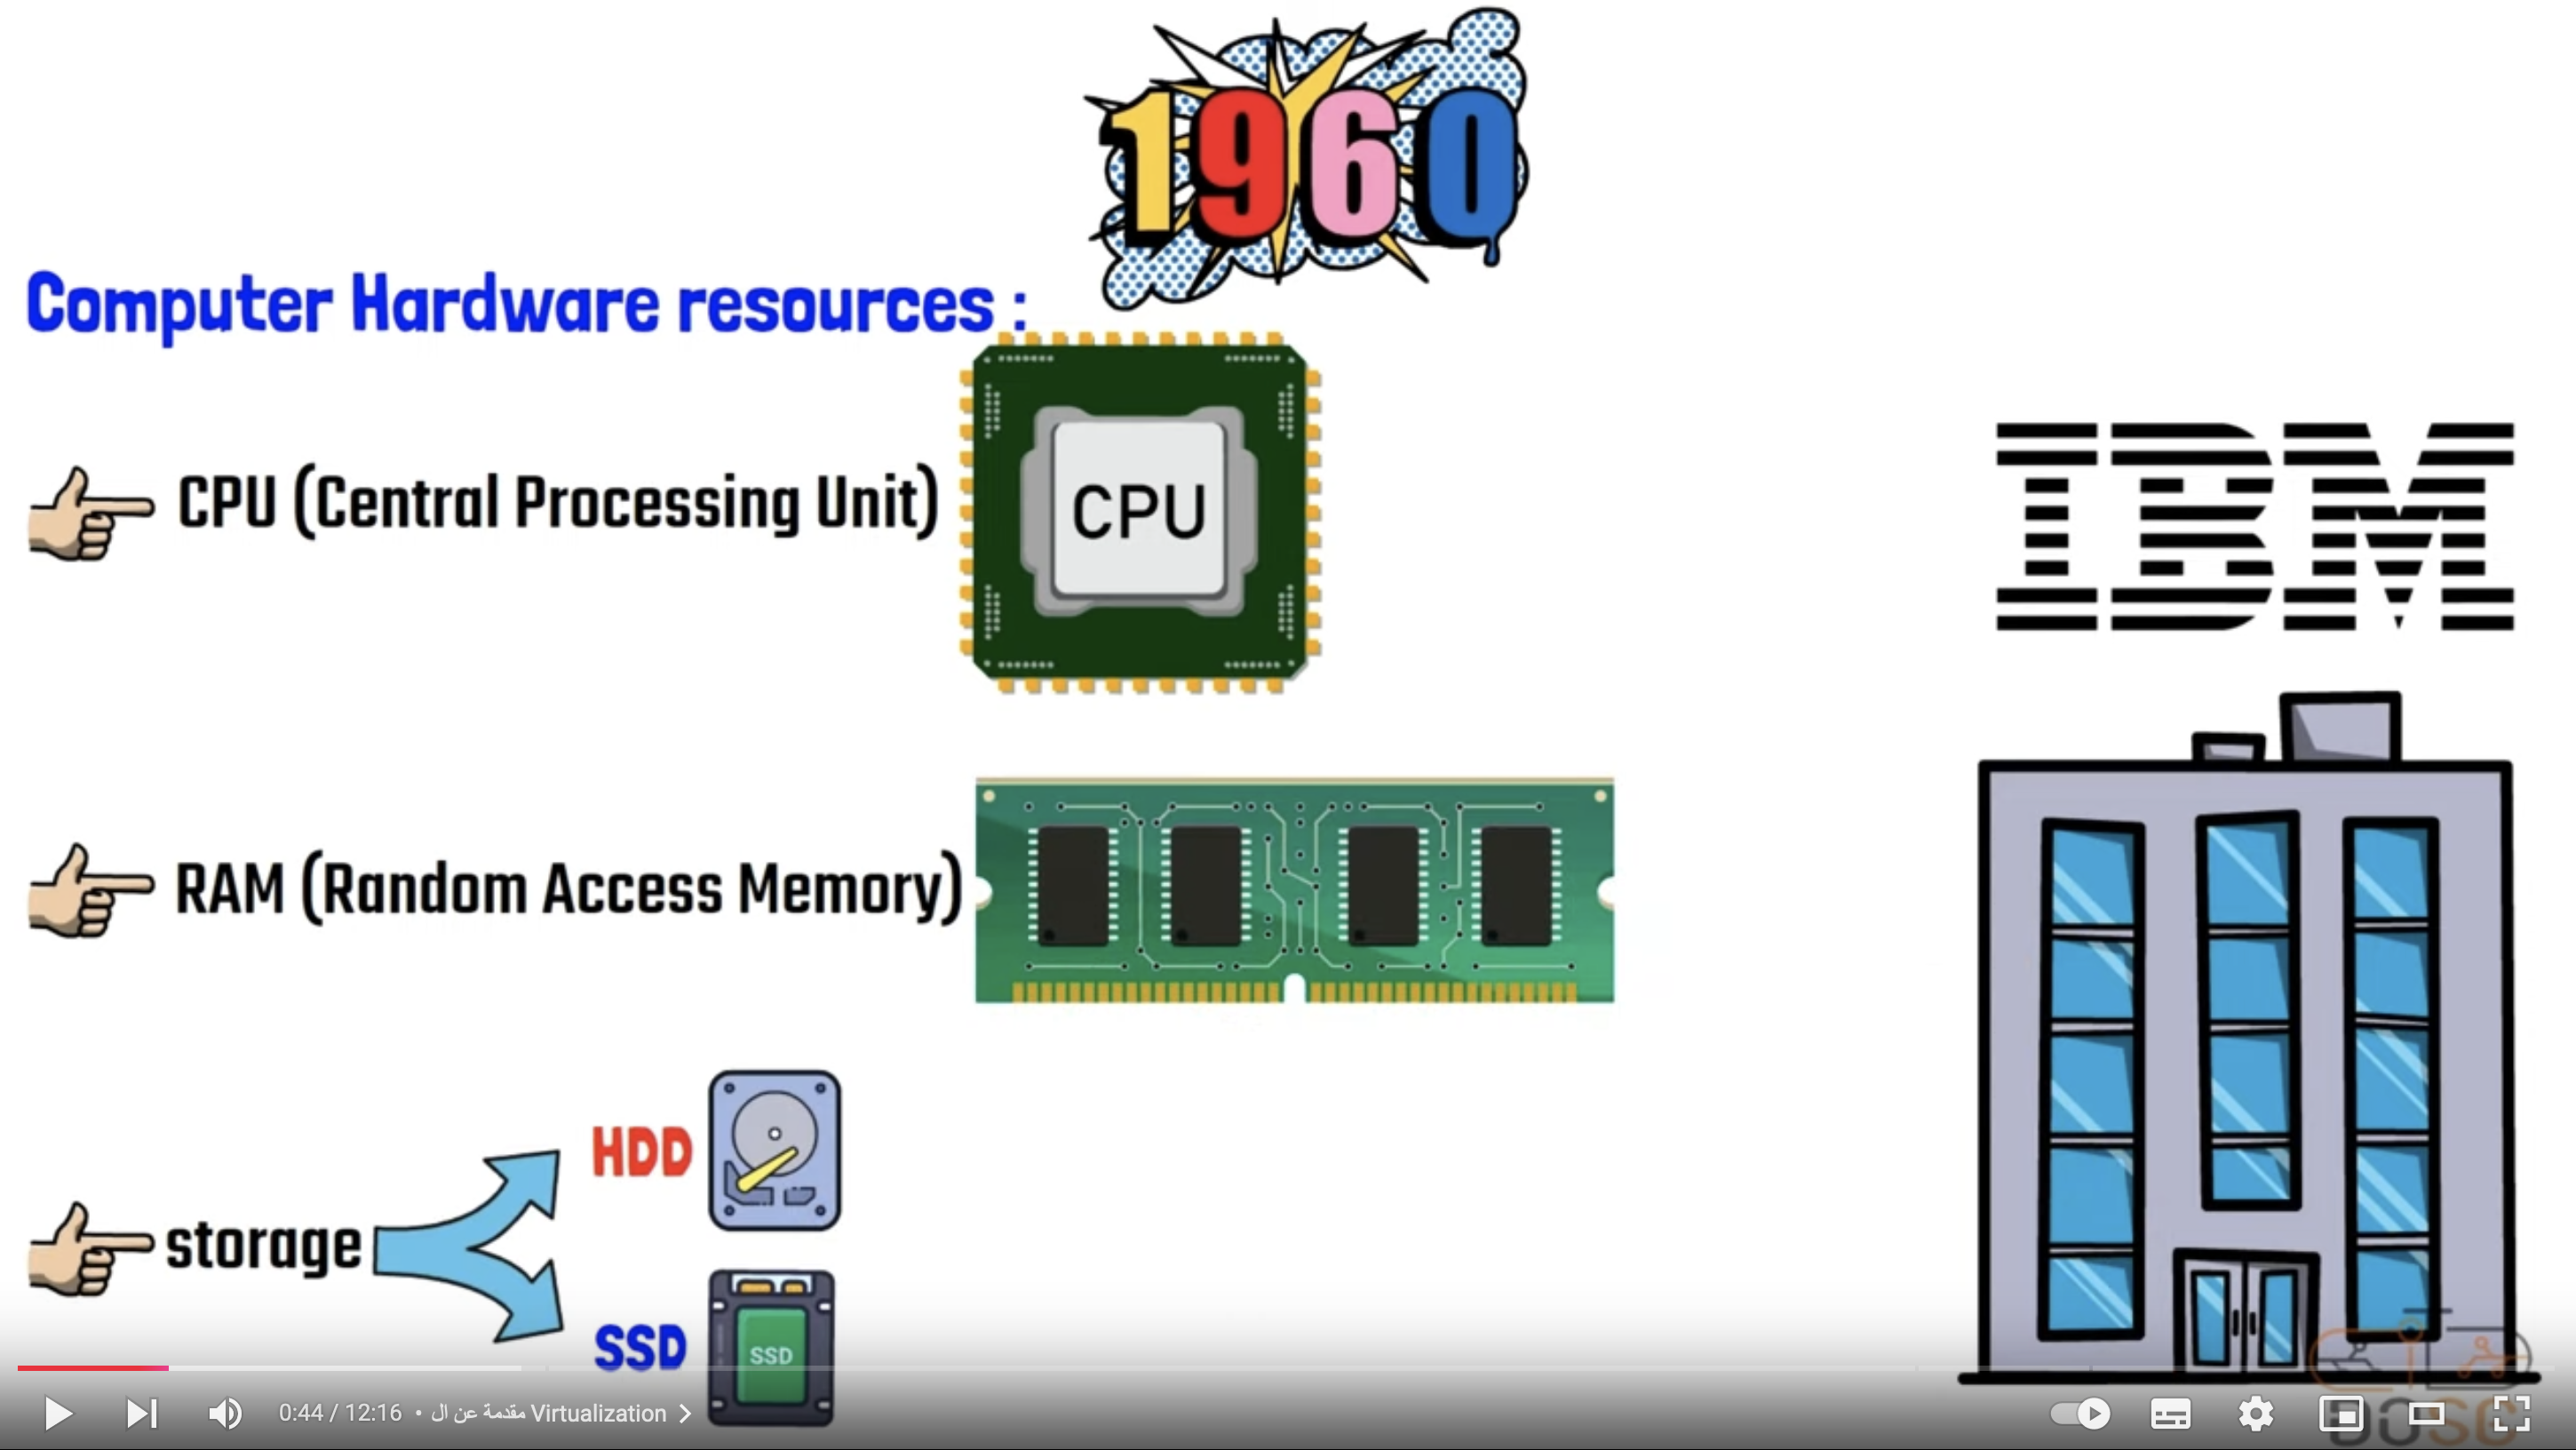 1960
Computer Hardware resources :
CPU (Central Processing Unit)
CPU
IBM
RAM (Random Access Memory)
HDD
storage
SSD
SSD
0:44 / 12:16 • مقدمة عن ال Virtualization
DOSC